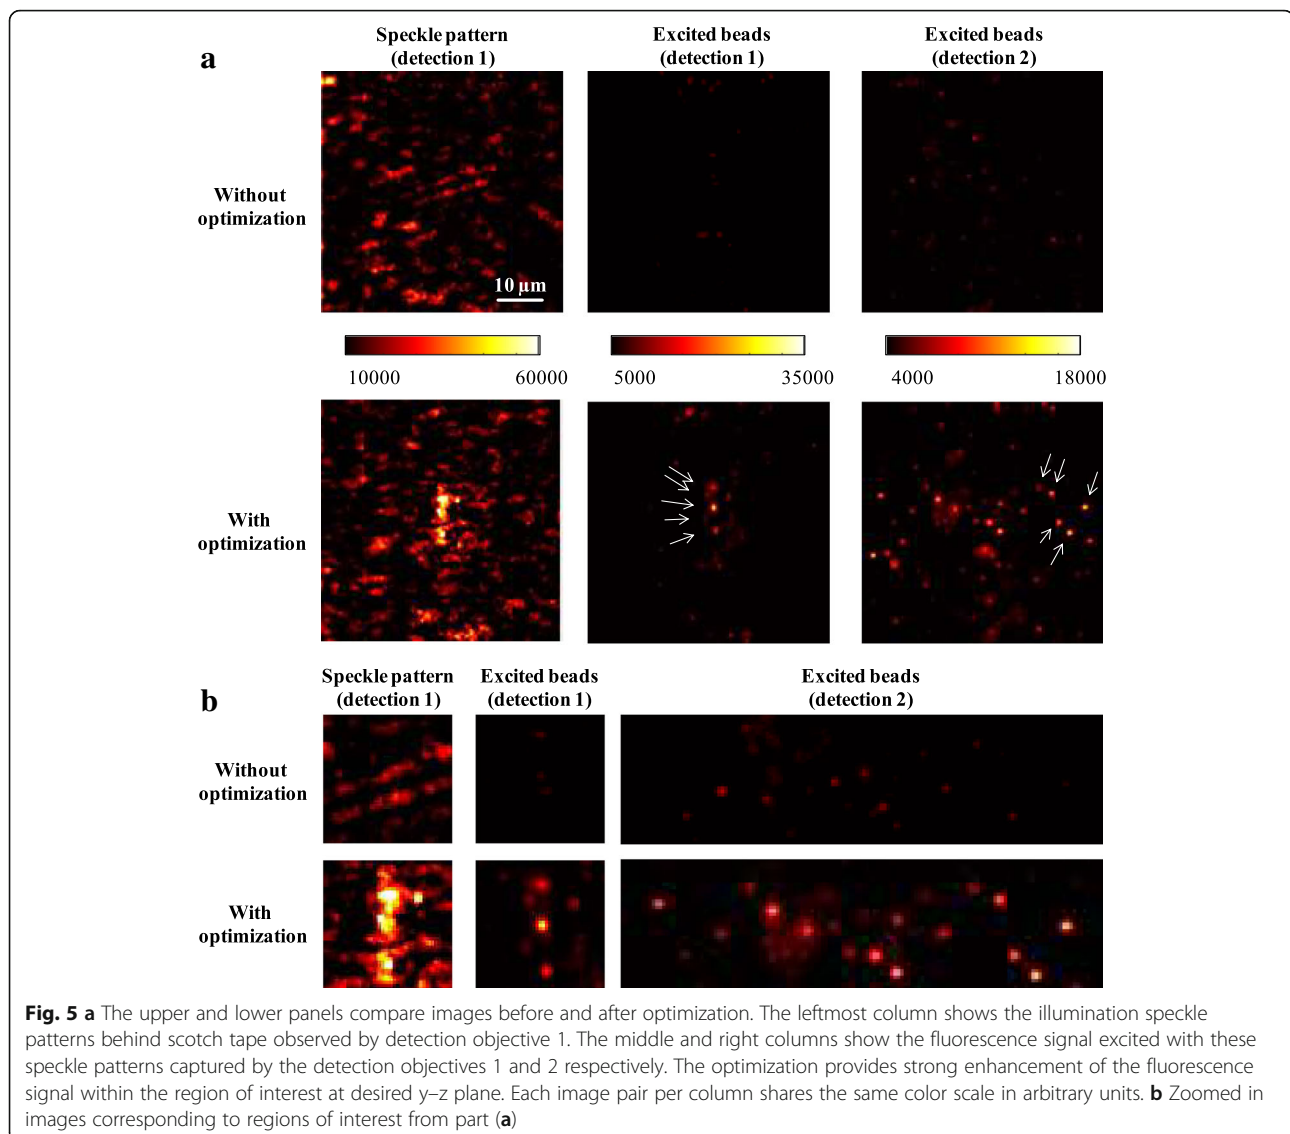 a
Speckle pattern
(detection 1)
Excited beads
(detection 1)
Excited beads
(detection 2)
Without
optimization
10 μm
10000 60000
5000 35000
4000 18000
With
optimization
b
Speckle pattern
(detection 1)
Excited beads
(detection 1)
Excited beads
(detection 2)
Without
optimization
With
optimization
Fig. 5 a The upper and lower panels compare images before and after optimization. The leftmost column shows the illumination speckle
patterns behind scotch tape observed by detection objective 1. The middle and right columns show the fluorescence signal excited with these
speckle patterns captured by the detection objectives 1 and 2 respectively. The optimization provides strong enhancement of the fluorescence
signal within the region of interest at desired y–z plane. Each image pair per column shares the same color scale in arbitrary units. b Zoomed in
images corresponding to regions of interest from part (a)